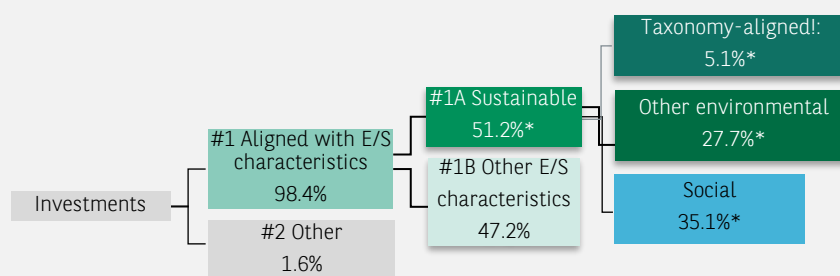 Investments
#1 Aligned with E/S
characteristics
98.4%
#2 Other
1.6%
#1A Sustainable
51.2%*
#1B Other E/S
characteristics
47.2%
Taxonomy-aligned!:
5.1%*
Other environmental
27.7%*
Social
35.1%*